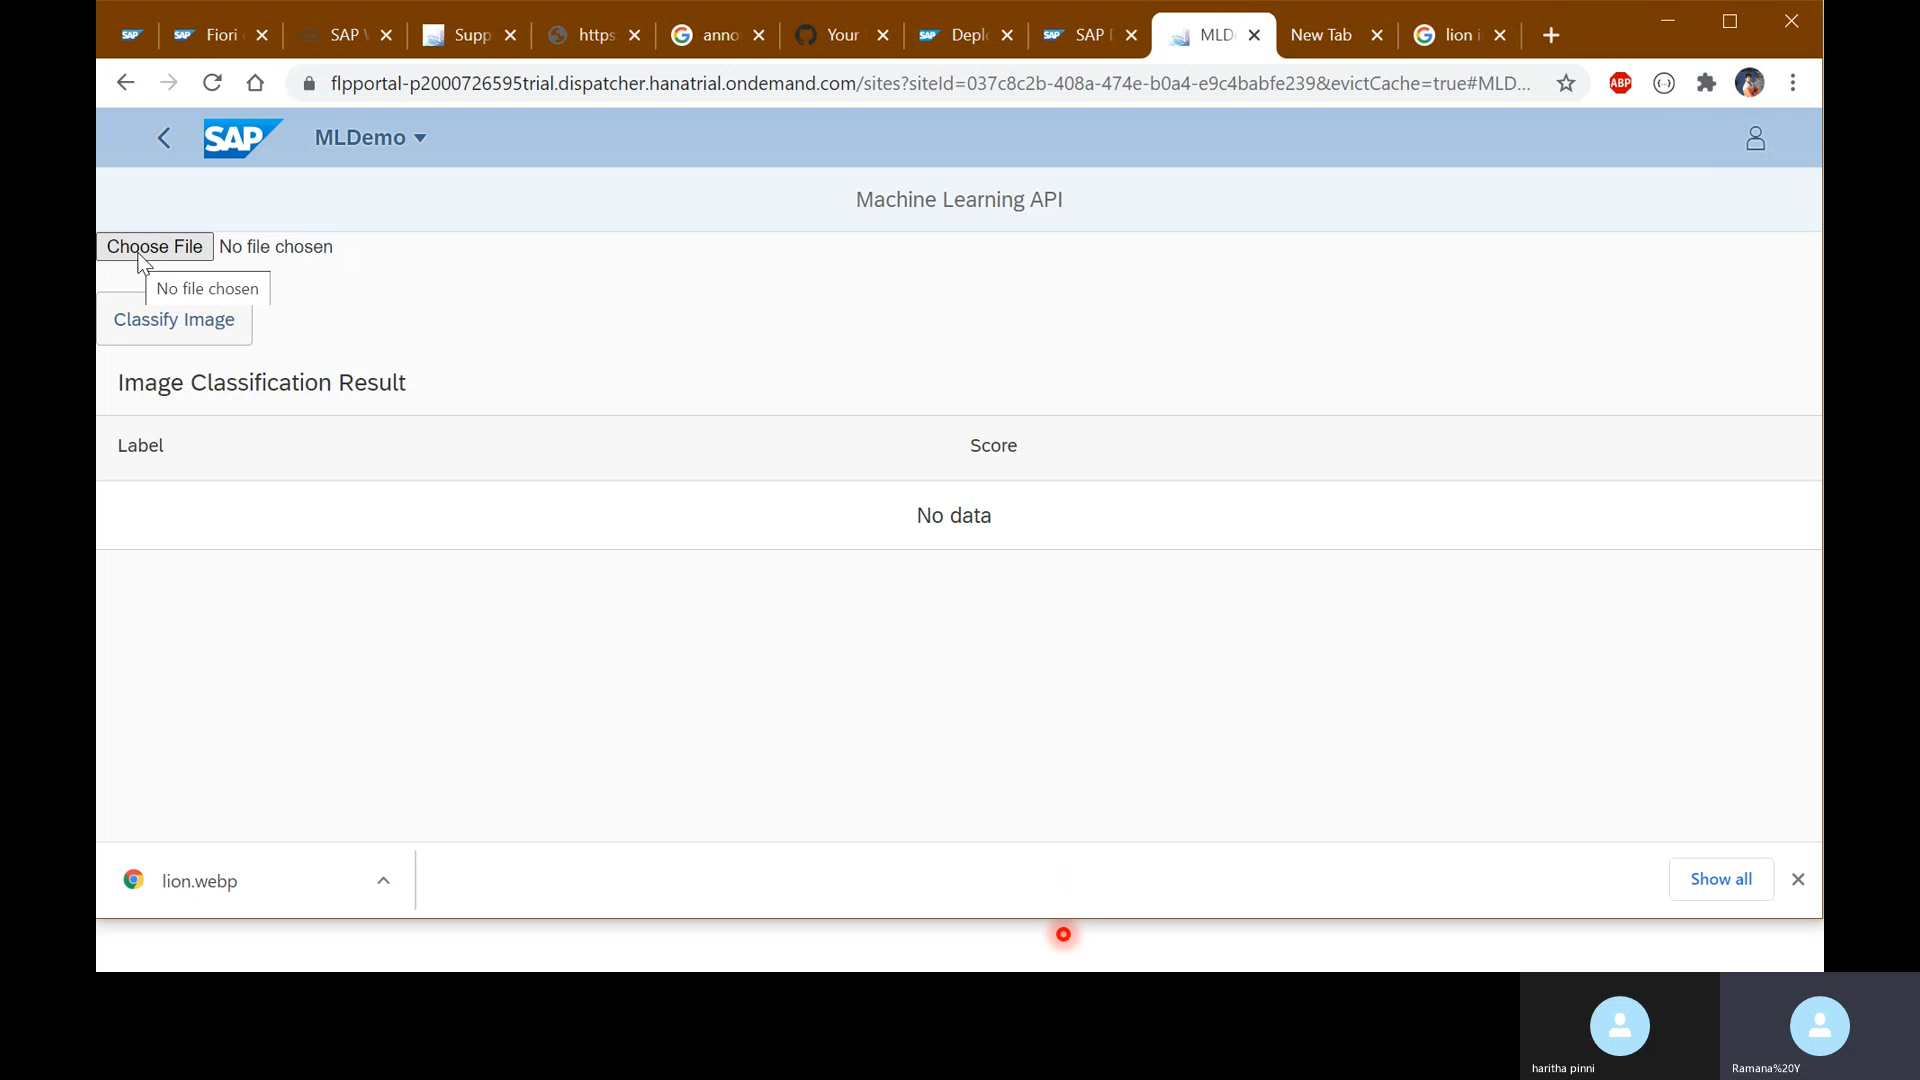 SAP Fiori SAP Supp https anno Your Depl SAP MLD New Tab G lion
flpportal-p2000726595trial.dispatcher.hanatrial.ondemand.com/sites?siteId=037c8c2b-408a-474e-b0a4-e9c4babfe239&evictCache=true#MLD... ABP
SAP MLDemo
Machine Learning API
Choose File No file chosen
No file chosen
Classify Image
Image Classification Result
Label Score
No data
lion.webp Show all
haritha pinni Ramana%20Y